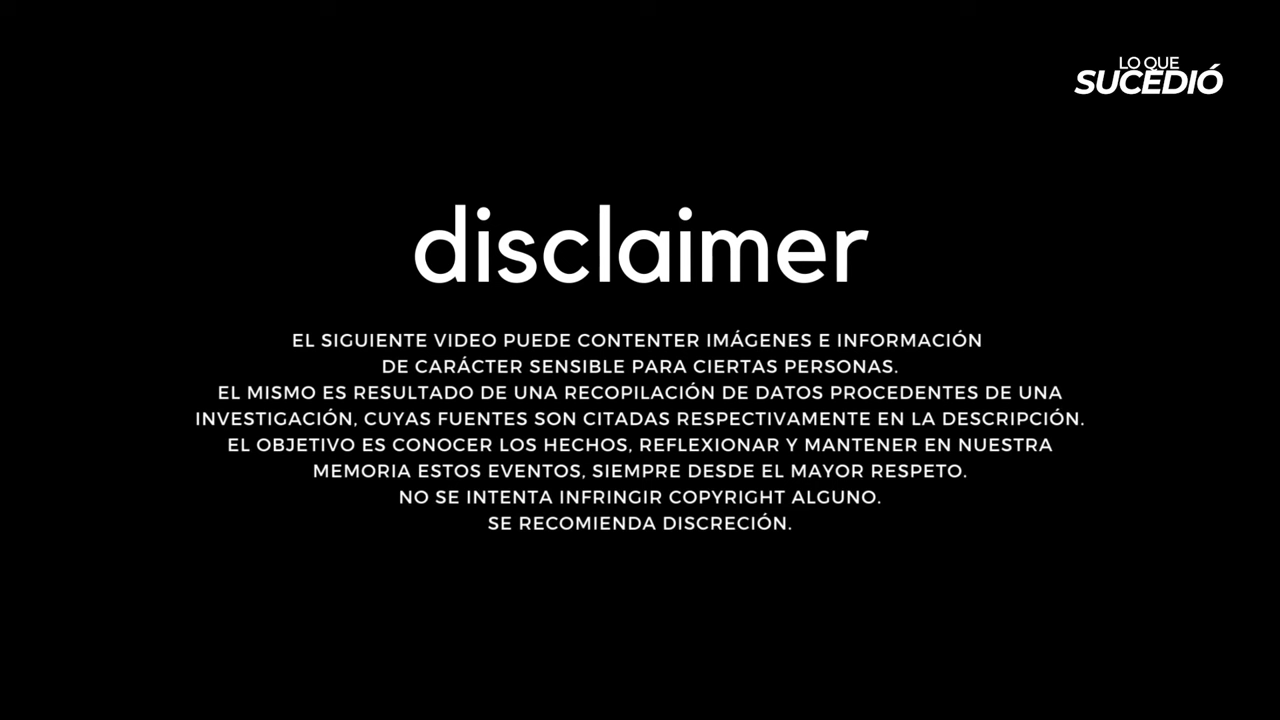 LO QUE
SUCEDIÓ
disclaimer
EL SIGUIENTE VIDEO PUEDE CONTENTER IMÁGENES E INFORMACIÓN
DE CARÁCTER SENSIBLE PARA CIERTAS PERSONAS.
EL MISMO ES RESULTADO DE UNA RECOPILACIÓN DE DATOS PROCEDENTES DE UNA
INVESTIGACIÓN, CUYAS FUENTES SON CITADAS RESPECTIVAMENTE EN LA DESCRIPCIÓN.
EL OBJETIVO ES CONOCER LOS HECHOS, REFLEXIONAR Y MANTENER EN NUESTRA
MEMORIA ESTOS EVENTOS, SIEMPRE DESDE EL MAYOR RESPETO.
NO SE INTENTA INFRINGIR COPYRIGHT ALGUNO.
SE RECOMIENDA DISCRECIÓN.